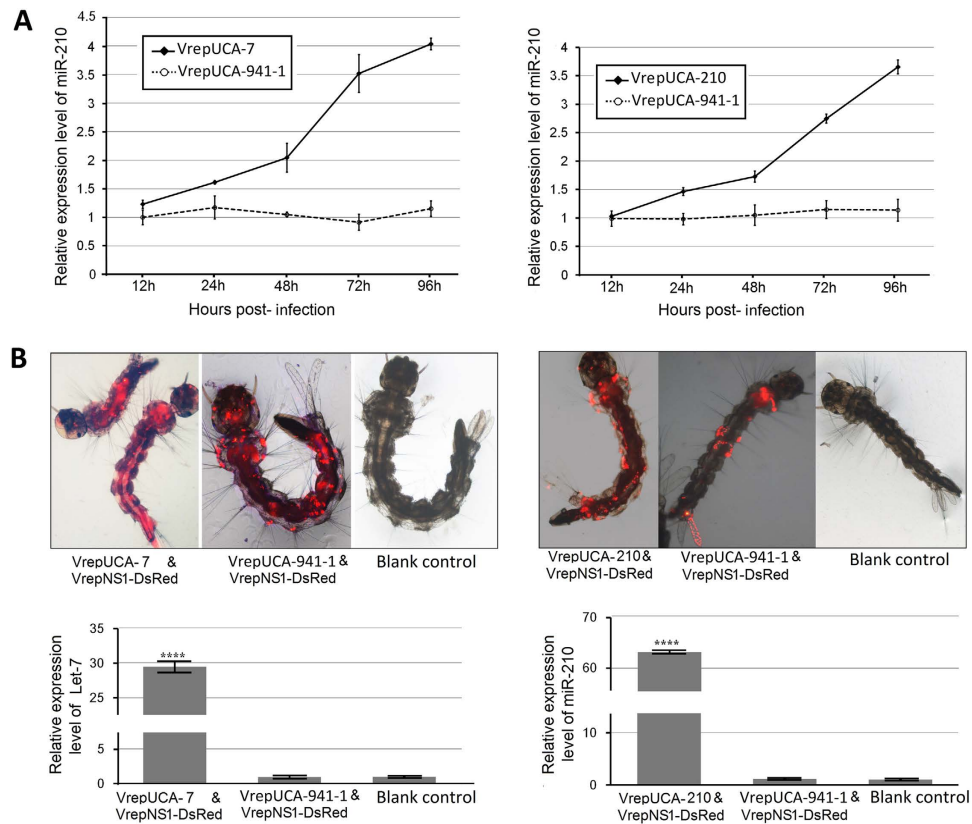 A
Relative expression level of miR-210
4.5
4
3.5
3
2.5
2
1.5
1
0.5
0
VrepUCA-7
VrepUCA-941-1
12h 24h 48h 72h 96h
Hours post- infection
Relative expression level of miR-210
4
3.5
3
2.5
2
1.5
1
0.5
0
VrepUCA-210
VrepUCA-941-1
12h 24h 48h 72h 96h
Hours post- infection
B
VrepUCA- 7 &
VrepNS1-DsRed
VrepUCA-941-1 &
VrepNS1-DsRed
Blank control
VrepUCA-210 &
VrepNS1-DsRed
VrepUCA-941-1 &
VrepNS1-DsRed
Blank control
Relative expression
level of Let-7
35
30
25
5
0
****
VrepUCA- 7 &
VrepNS1-DsRed
VrepUCA-941-1 &
VrepNS1-DsRed
Blank control
Relative expression
level of miR-210
70
60
10
0
****
VrepUCA-210 &
VrepNS1-DsRed
VrepUCA-941-1 &
VrepNS1-DsRed
Blank control